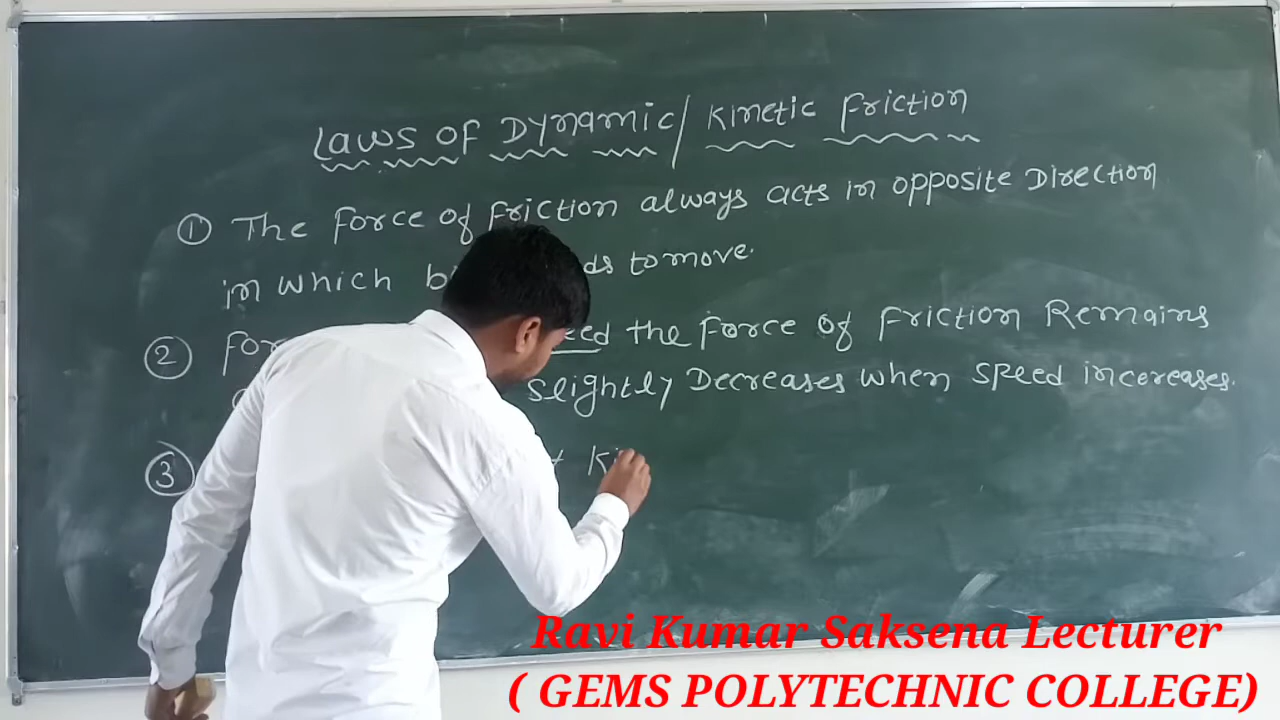 Laws of Dynamic/ Kinetic Friction
① The Force of Friction always acts in opposite Direction
in which to move.
② the Force of Friction Remains
slightly Decreases when speed increases.
③
Ravi Kumar Saksena Lecturer
( GEMS POLYTECHNIC COLLEGE)